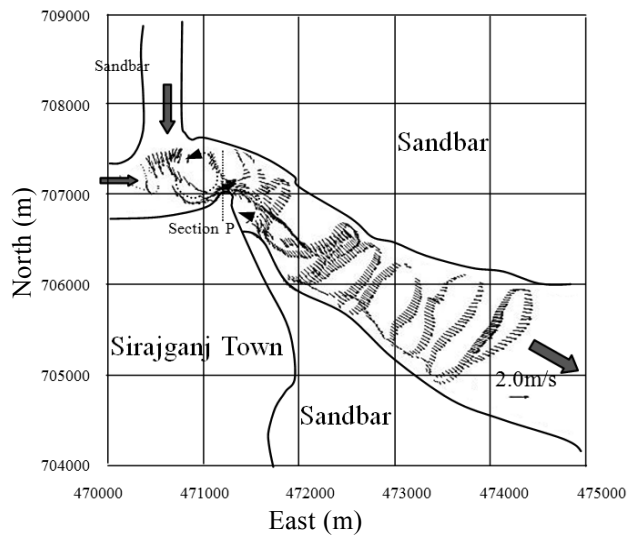 709000
Sandbar
708000
Sandbar
707000
Section P
North (m)
706000
Sirajganj Town
705000
2.0m/s
Sandbar
704000
470000 471000 472000 473000 474000 475000
East (m)